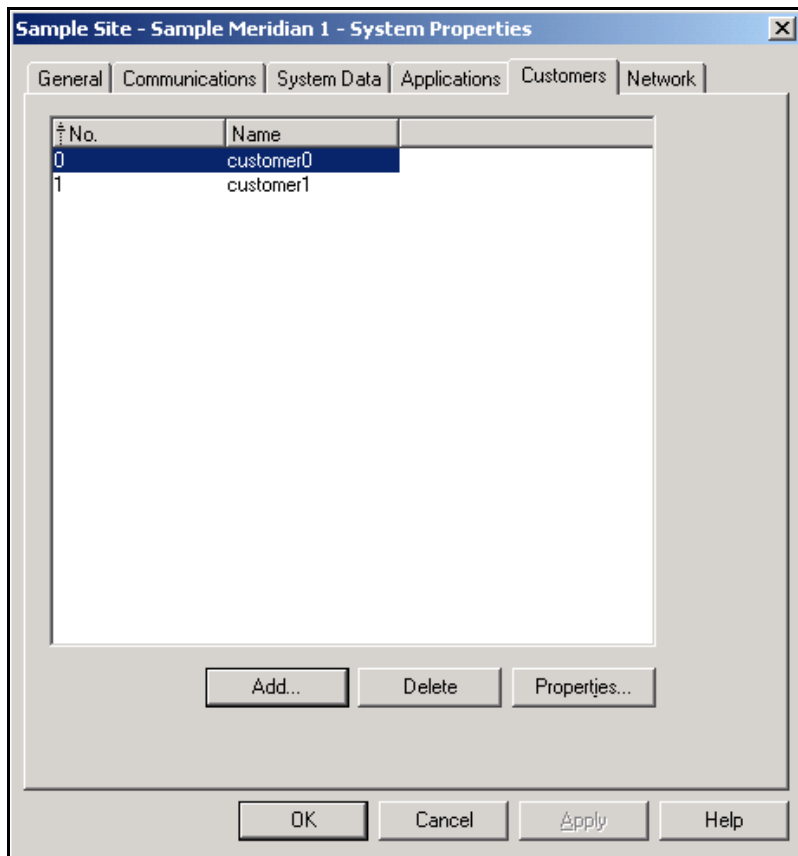 Sample Site - Sample Meridian 1 - System Properties
General Communications System Data Applications Customers Network
No. Name
0 customer0
1 customer1
Add... Delete Properties...
OK Cancel Apply Help